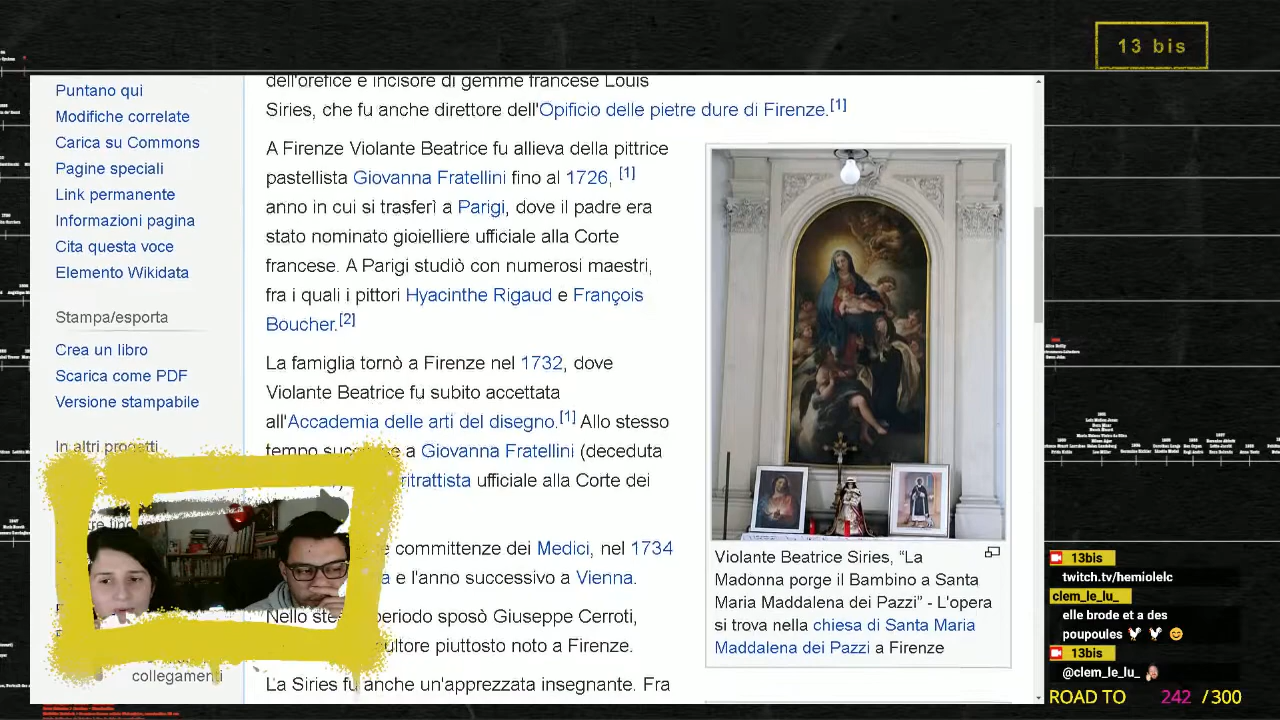 13 bis
Puntano qui
Modifiche correlate
Carica su Commons
Pagine speciali
Link permanente
Informazioni pagina
Cita questa voce
Elemento Wikidata
Stampa/esporta
Crea un libro
Scarica come PDF
Versione stampabile
In altri progetti
collegamenti
dell'orefice e incisore di gemme francese Louis
Siries, che fu anche direttore dell'Opificio delle pietre dure di Firenze.[1]
A Firenze Violante Beatrice fu allieva della pittrice
pastellista Giovanna Fratellini fino al 1726, [1]
anno in cui si trasferì a Parigi, dove il padre era
stato nominato gioielliere ufficiale alla Corte
francese. A Parigi studiò con numerosi maestri,
fra i quali i pittori Hyacinthe Rigaud e François
Boucher.[2]
La famiglia tornò a Firenze nel 1732, dove
Violante Beatrice fu subito accettata
all'Accademia delle arti del disegno.[1] Allo stesso
tempo a Giovanna Fratellini (deceduta
ritrattista ufficiale alla Corte dei
e committenze dei Medici, nel 1734
a e l'anno successivo a Vienna.
Nello periodo sposò Giuseppe Cerroti,
ultore piuttosto noto a Firenze.
La Siries fu anche un'apprezzata insegnante. Fra
Violante Beatrice Siries, “La
Madonna porge il Bambino a Santa
Maria Maddalena dei Pazzi” - L'opera
si trova nella chiesa di Santa Maria
Maddalena dei Pazzi a Firenze
13bis
twitch.tv/hemiolelc
clem_le_lu_
elle brode et a des
poupoules 🐓 🐓 😊
13bis
@clem_le_lu_
ROAD TO 242 /300